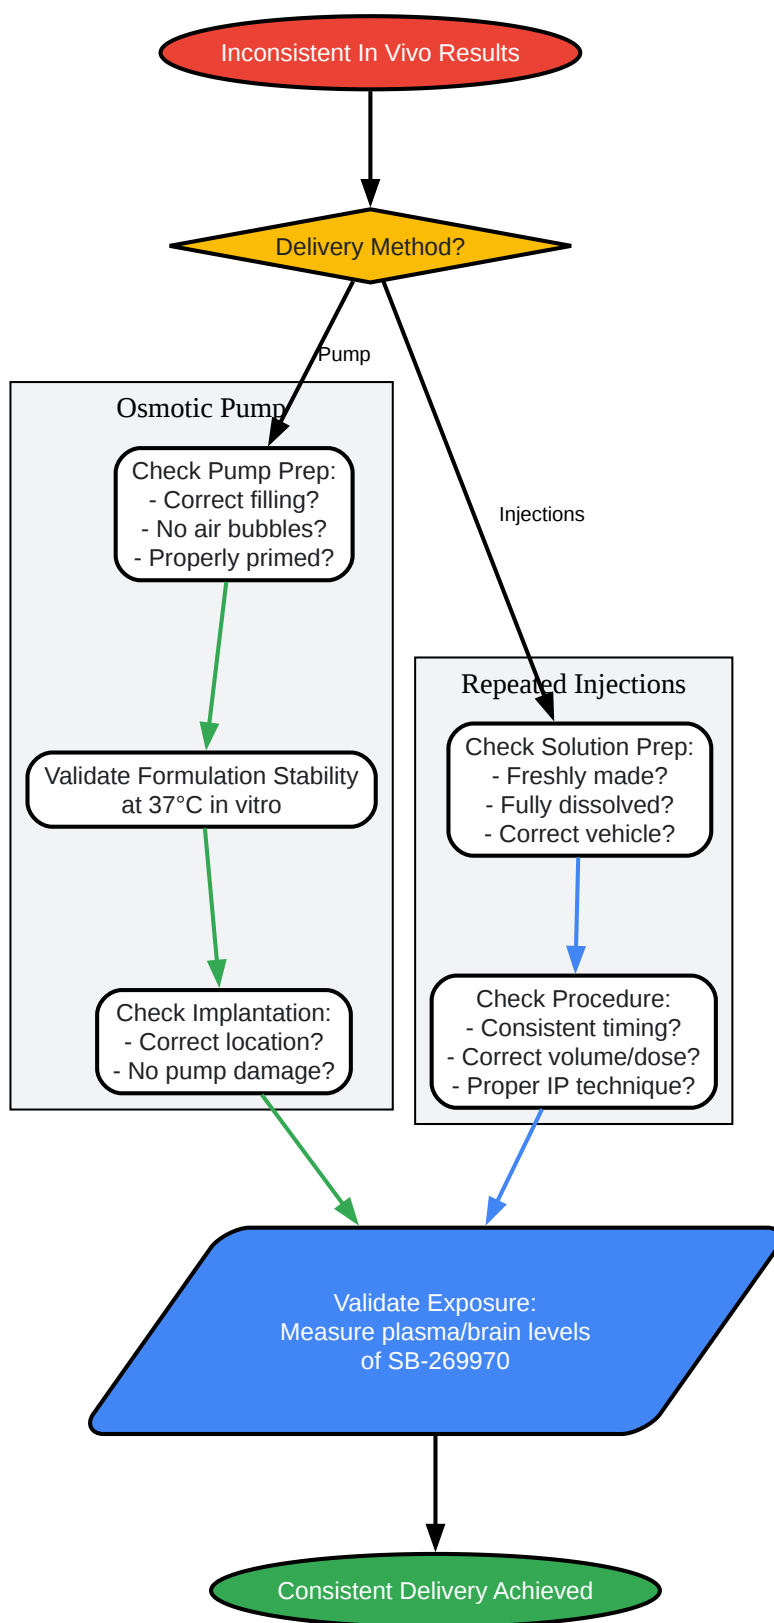 Inconsistent In Vivo Results
Delivery Method?
Pump
Osmotic Pump
Check Pump Prep:
- Correct filling?
- No air bubbles?
- Properly primed?
Validate Formulation Stability
at 37°C in vitro
Check Implantation:
- Correct location?
- No pump damage?
Injections
Repeated Injections
Check Solution Prep:
- Freshly made?
- Fully dissolved?
- Correct vehicle?
Check Procedure:
- Consistent timing?
- Correct volume/dose?
- Proper IP technique?
Validate Exposure:
Measure plasma/brain levels
of SB-269970
Consistent Delivery Achieved